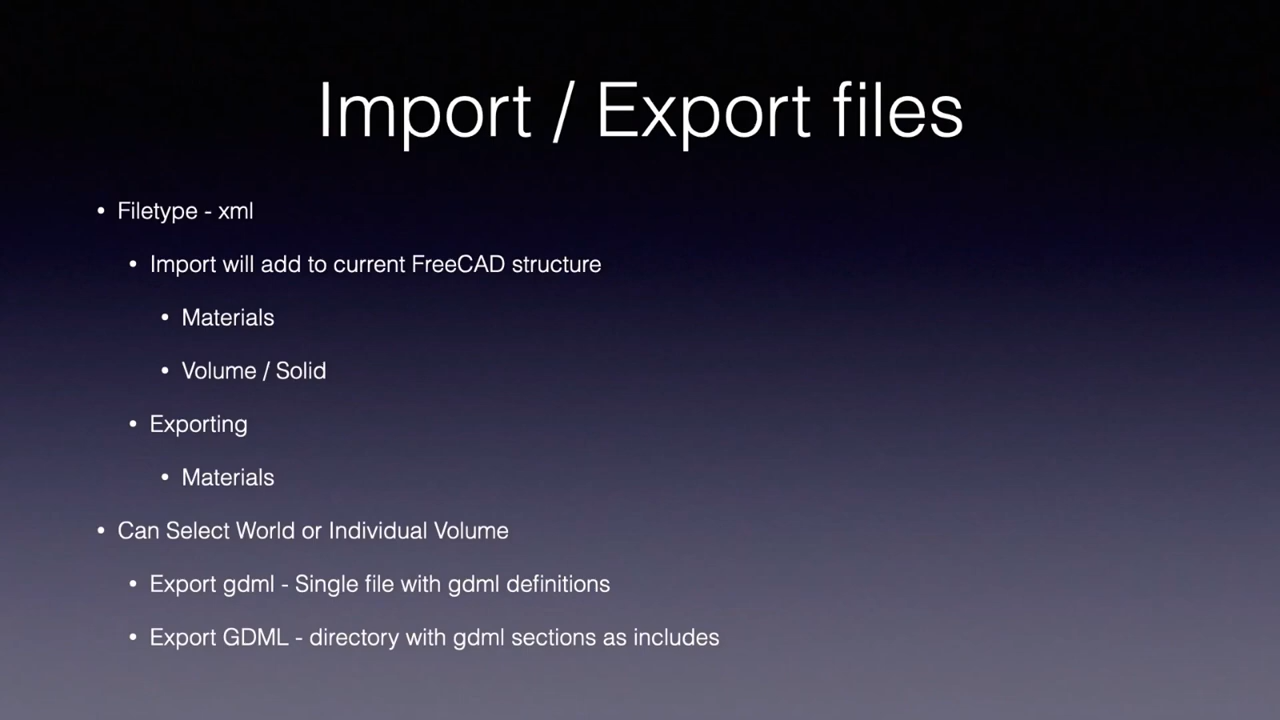 Import / Export files
• Filetype - xml
• Import will add to current FreeCAD structure
• Materials
• Volume / Solid
• Exporting
• Materials
• Can Select World or Individual Volume
• Export gdml - Single file with gdml definitions
• Export GDML - directory with gdml sections as includes